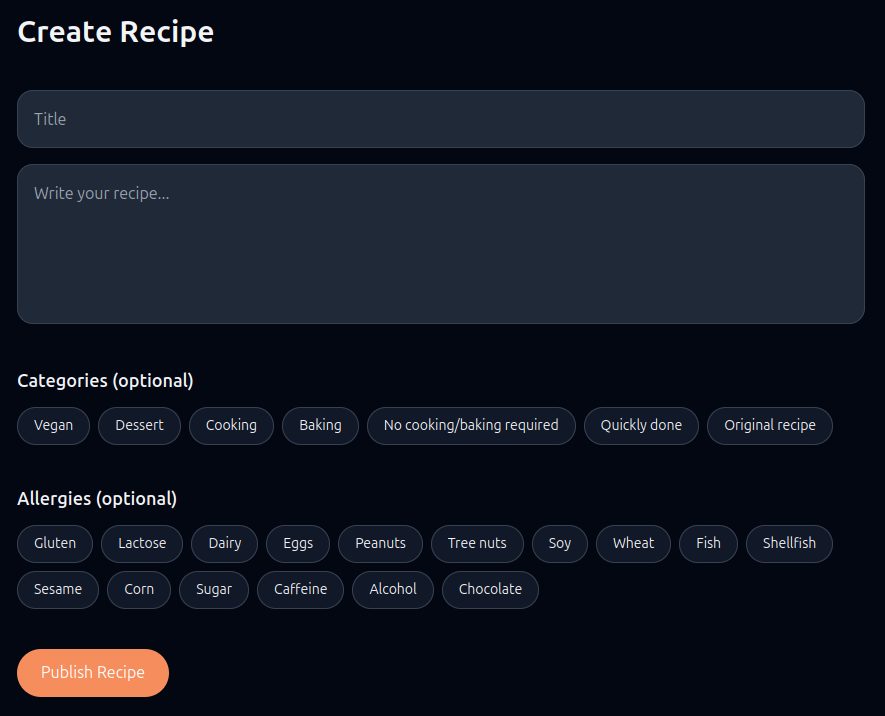 Create Recipe
Title
Write your recipe...
Categories (optional)
Vegan Dessert Cooking Baking No cooking/baking required Quickly done Original recipe
Allergies (optional)
Gluten Lactose Dairy Eggs Peanuts Tree nuts Soy Wheat Fish Shellfish
Sesame Corn Sugar Caffeine Alcohol Chocolate
Publish Recipe